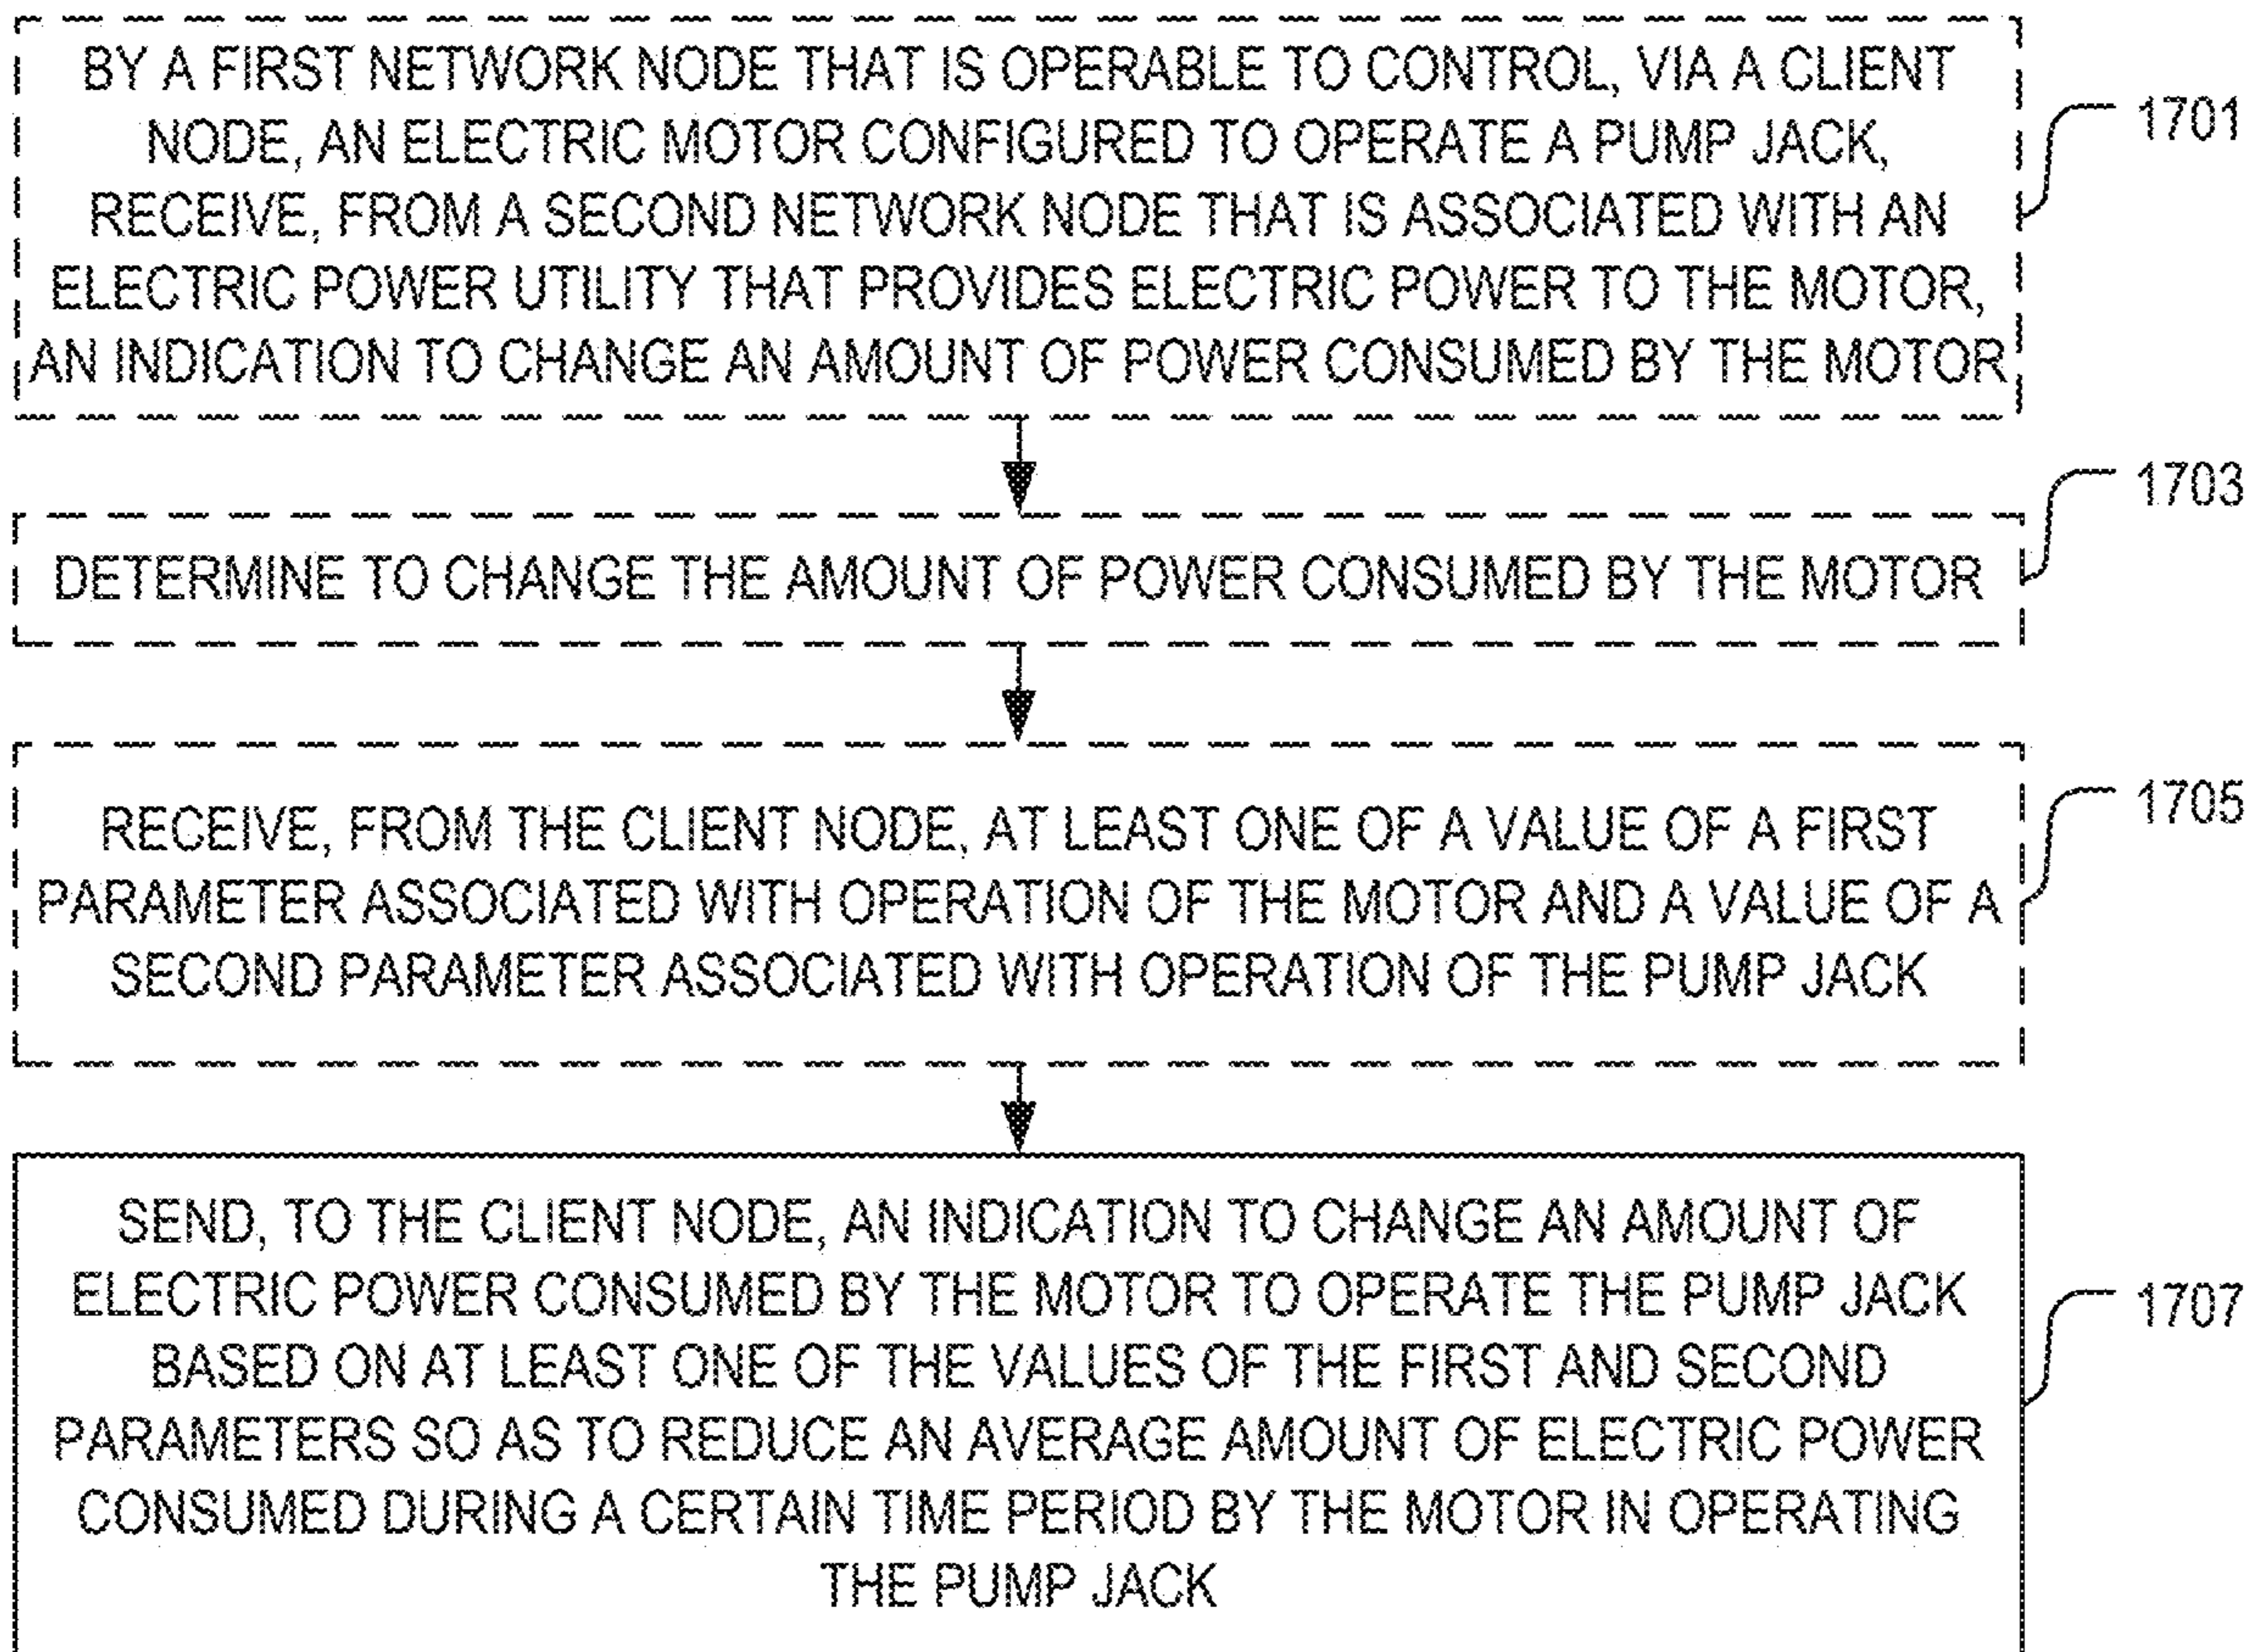 BY A FIRST NETWORK NODE THAT IS OPERABLE TO CONTROL, VIA A CLIENT
NODE, AN ELECTRIC MOTOR CONFIGURED TO OPERATE A PUMP JACK,
RECEIVE, FROM A SECOND NETWORK NODE THAT IS ASSOCIATED WITH AN
ELECTRIC POWER UTILITY THAT PROVIDES ELECTRIC POWER TO THE MOTOR,
AN INDICATION TO CHANGE AN AMOUNT OF POWER CONSUMED BY THE MOTOR
1701
DETERMINE TO CHANGE THE AMOUNT OF POWER CONSUMED BY THE MOTOR
1703
RECEIVE, FROM THE CLIENT NODE, AT LEAST ONE OF A VALUE OF A FIRST
PARAMETER ASSOCIATED WITH OPERATION OF THE MOTOR AND A VALUE OF A
SECOND PARAMETER ASSOCIATED WITH OPERATION OF THE PUMP JACK
1705
SEND, TO THE CLIENT NODE, AN INDICATION TO CHANGE AN AMOUNT OF
ELECTRIC POWER CONSUMED BY THE MOTOR TO OPERATE THE PUMP JACK
BASED ON AT LEAST ONE OF THE VALUES OF THE FIRST AND SECOND
PARAMETERS SO AS TO REDUCE AN AVERAGE AMOUNT OF ELECTRIC POWER
CONSUMED DURING A CERTAIN TIME PERIOD BY THE MOTOR IN OPERATING
THE PUMP JACK
1707